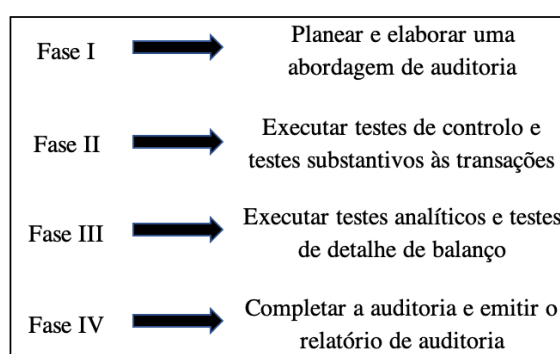 Fase I
Planear e elaborar uma
abordagem de auditoria
Fase II
Executar testes de controlo e
testes substantivos às transações
Fase III
Executar testes analíticos e testes
de detalhe de balanço
Fase IV
Completar a auditoria e emitir o
relatório de auditoria